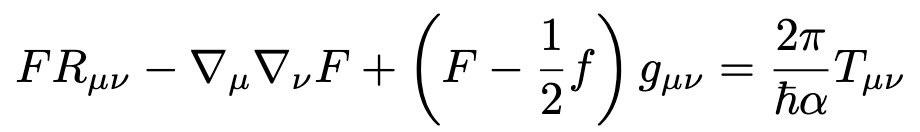 $FR_{\mu\nu} - \nabla_\mu \nabla_\nu F + \left( F - \frac{1}{2} f \right) g_{\mu\nu} = \frac{2\pi}{\hbar\alpha} T_{\mu\nu}$